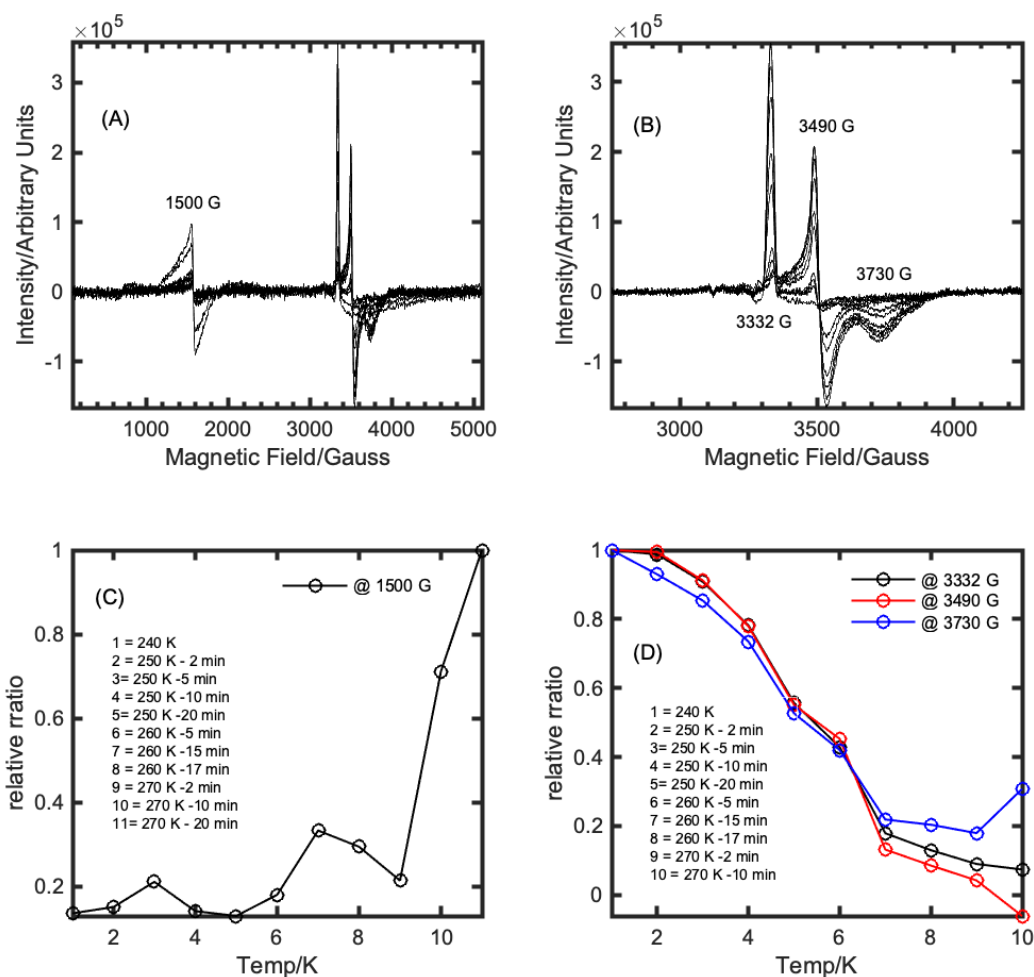 ×10⁵
3
2
1
0
-1
Intensity/Arbitrary Units
(A)
1500 G
1000 2000 3000 4000 5000
Magnetic Field/Gauss
×10⁵
3
2
1
0
-1
Intensity/Arbitrary Units
(B)
3490 G
3730 G
3332 G
3000 3500 4000
Magnetic Field/Gauss
1
0.8
0.6
0.4
0.2
relative rratio
(C)
@ 1500 G
1 = 240 K
2 = 250 K - 2 min
3= 250 K -5 min
4 = 250 K -10 min
5= 250 K -20 min
6 = 260 K -5 min
7 = 260 K -15 min
8 = 260 K -17 min
9 = 270 K -2 min
10 = 270 K -10 min
11= 270 K - 20 min
2 4 6 8 10
Temp/K
1
0.8
0.6
0.4
0.2
0
relative rratio
@ 3332 G
@ 3490 G
@ 3730 G
(D)
1 = 240 K
2 = 250 K - 2 min
3 = 250 K -5 min
4 = 250 K -10 min
5= 250 K -20 min
6 = 260 K -5 min
7 = 260 K -15 min
8 = 260 K -17 min
9 = 270 K -2 min
10 = 270 K -10 min
2 4 6 8 10
Temp/K